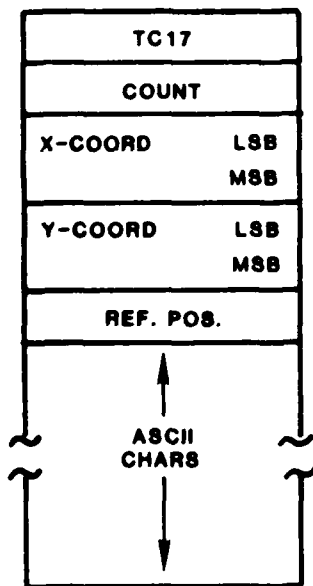 TC17
COUNT
X-COORD LSB
MSB
Y-COORD LSB
MSB
REF. POS.
ASCII
CHARS